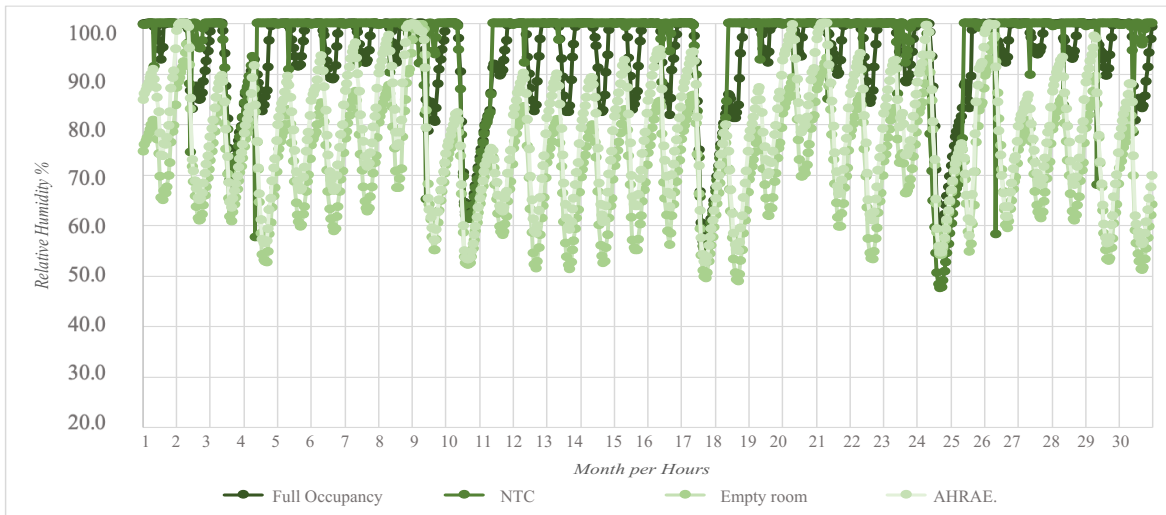 Relative Humidity %
100.0
90.0
80.0
70.0
60.0
50.0
40.0
30.0
20.0
1 2 3 4 5 6 7 8 9 10 11 12 13 14 15 16 17 18 19 20 21 22 23 24 25 26 27 28 29 30
Month per Hours
Full Occupancy NTC Empty room AHRAE.